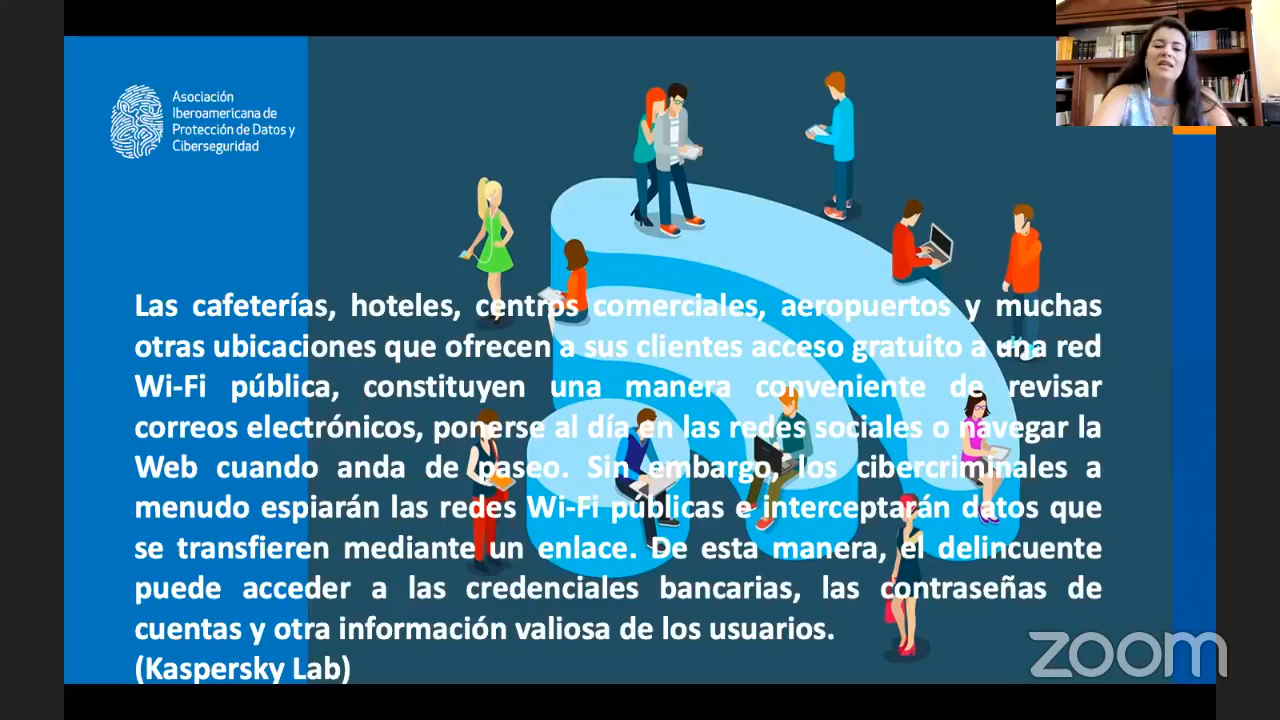 Asociación
Iberoamericana de
Protección de Datos y
Ciberseguridad
Las cafeterías, hoteles, centros comerciales, aeropuertos y muchas
otras ubicaciones que ofrecen a sus clientes acceso gratuito a una red
Wi-Fi pública, constituyen una manera conveniente de revisar
correos electrónicos, ponerse al día en las redes sociales o navegar la
Web cuando anda de paseo. Sin embargo, los cibercriminales a
menudo espiarán las redes Wi-Fi públicas e interceptarán datos que
se transfieren mediante un enlace. De esta manera, el delincuente
puede acceder a las credenciales bancarias, las contraseñas de
cuentas y otra información valiosa de los usuarios.
(Kaspersky Lab)
zoom